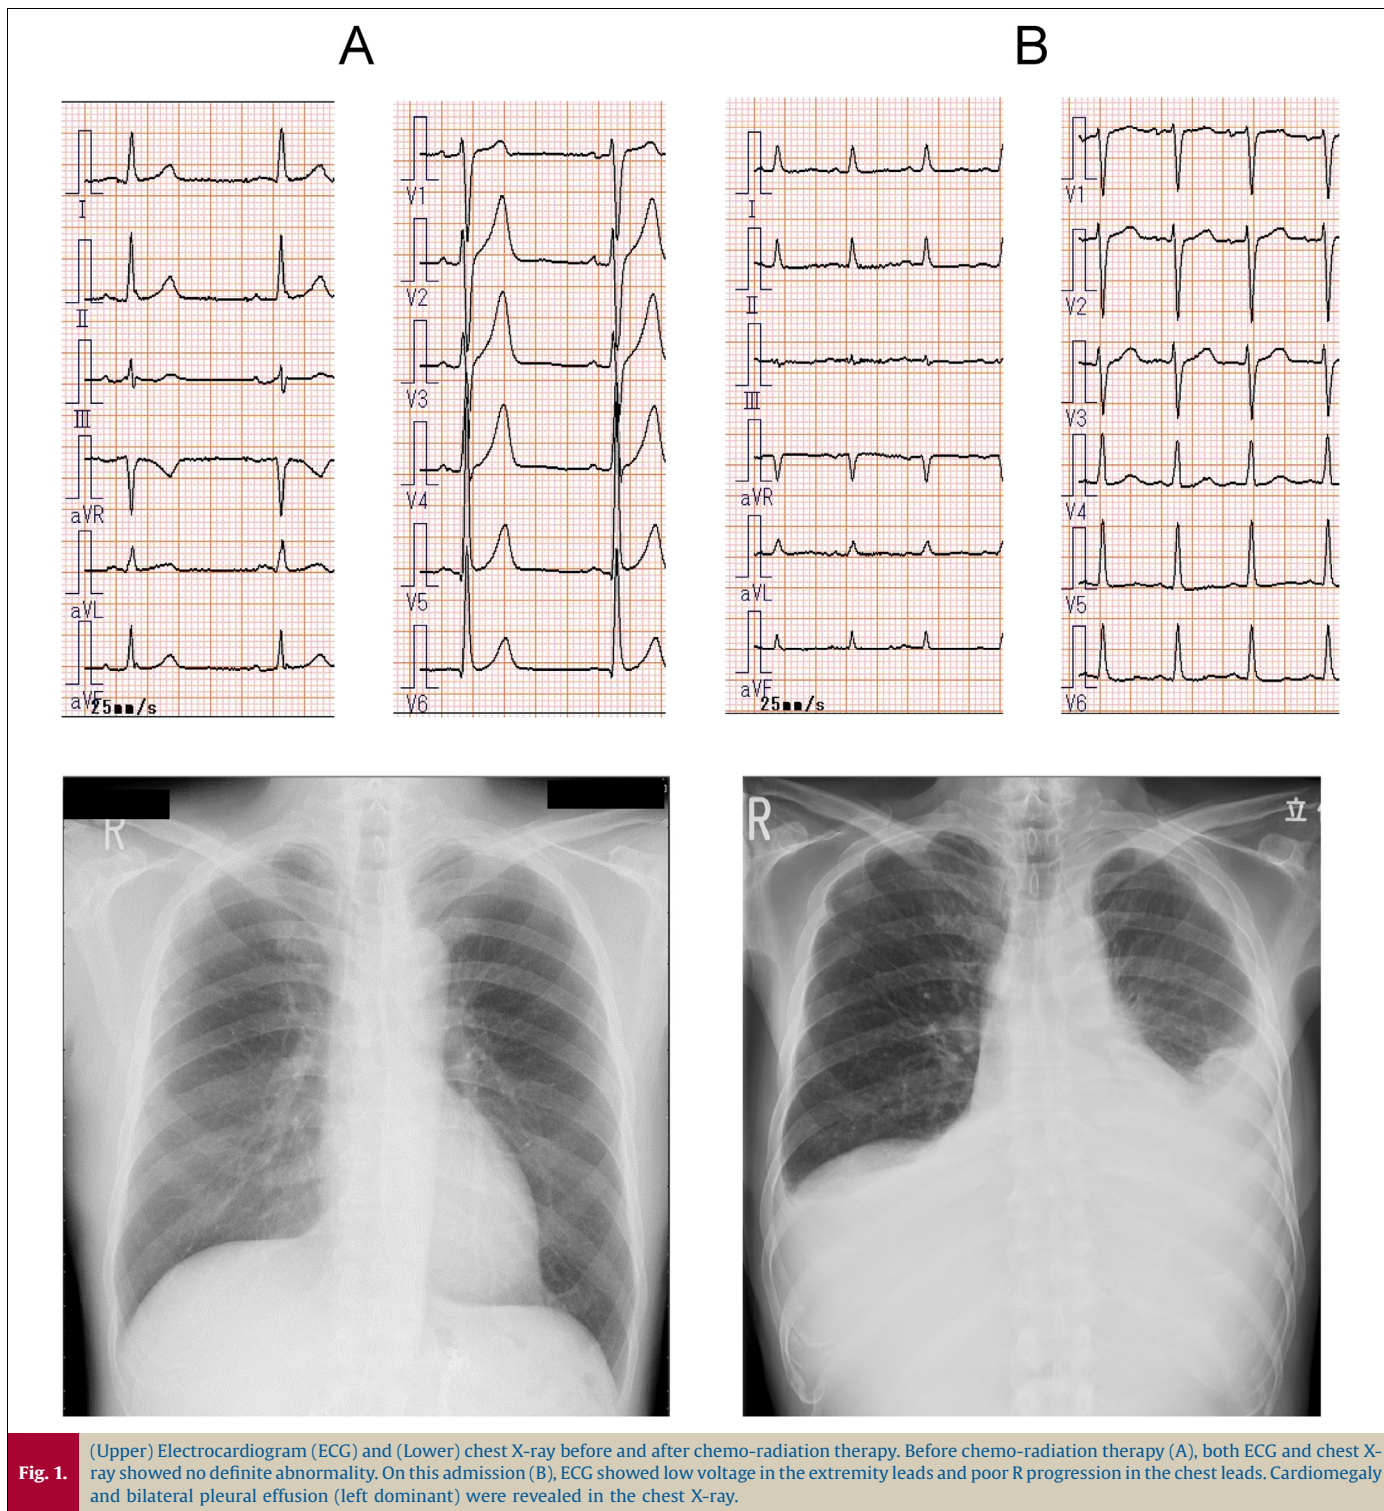 A
B
I
II
III
aVR
aVL
aVF
25mm/s
V1
V2
V3
V4
V5
V6
I
II
III
aVR
aVL
aVF
25mm/s
V1
V2
V3
V4
V5
V6
R
R
立
Fig. 1.
(Upper) Electrocardiogram (ECG) and (Lower) chest X-ray before and after chemo-radiation therapy. Before chemo-radiation therapy (A), both ECG and chest X-
ray showed no definite abnormality. On this admission (B), ECG showed low voltage in the extremity leads and poor R progression in the chest leads. Cardiomegaly
and bilateral pleural effusion (left dominant) were revealed in the chest X-ray.